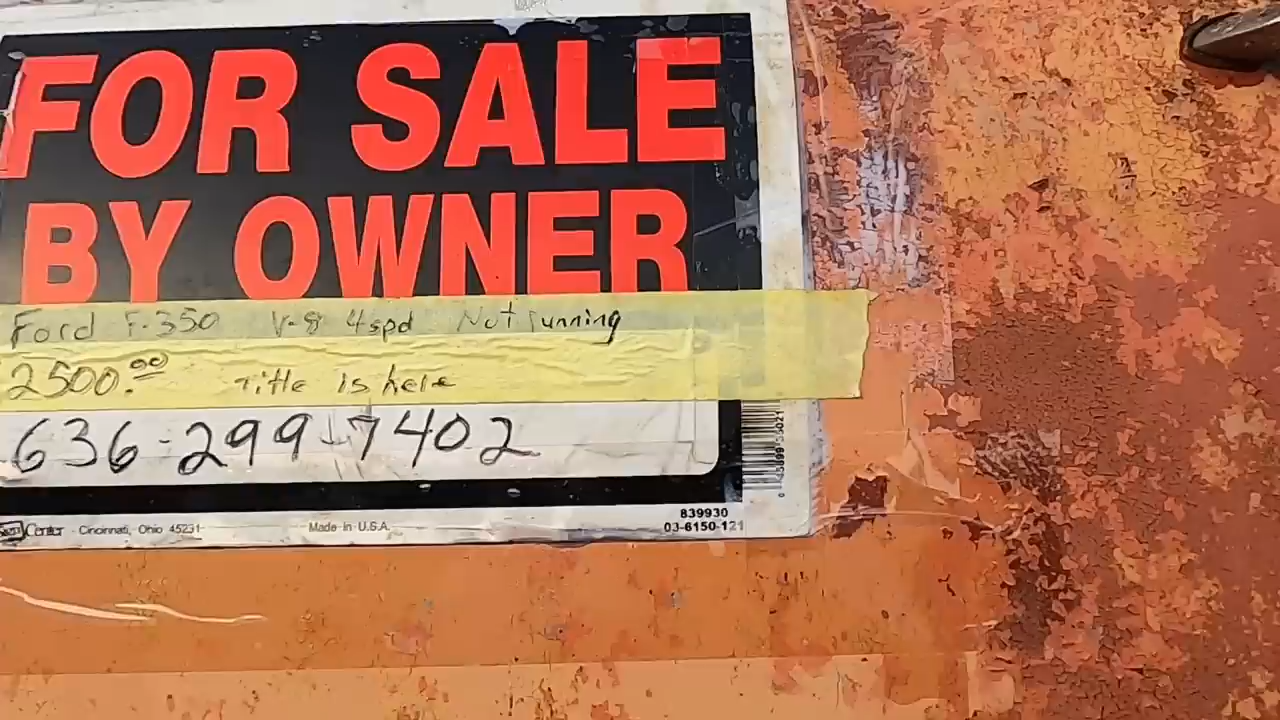 FOR SALE
BY OWNER
Ford F-350 V-8 4spd Not running
2500.00 Title is here
636-299-7402
Center Cincinnati, Ohio 45231 Made in U.S.A.
839930
03-6150-121